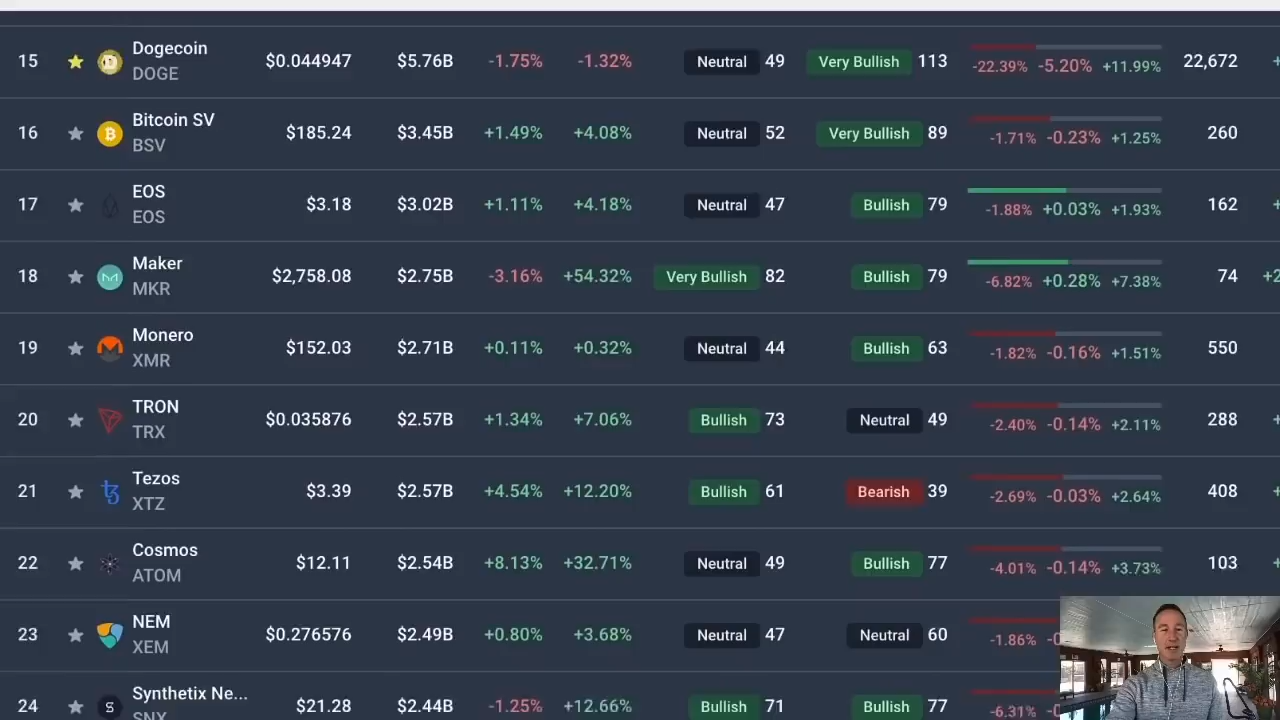 15 Dogecoin DOGE $0.044947 $5.76B -1.75% -1.32% Neutral 49 Very Bullish 113 -22.39% -5.20% +11.99% 22,672
16 Bitcoin SV BSV $185.24 $3.45B +1.49% +4.08% Neutral 52 Very Bullish 89 -1.71% -0.23% +1.25% 260
17 EOS EOS $3.18 $3.02B +1.11% +4.18% Neutral 47 Bullish 79 -1.88% +0.03% +1.93% 162
18 Maker MKR $2,758.08 $2.75B -3.16% +54.32% Very Bullish 82 Bullish 79 -6.82% +0.28% +7.38% 74 +2
19 Monero XMR $152.03 $2.71B +0.11% +0.32% Neutral 44 Bullish 63 -1.82% -0.16% +1.51% 550
20 TRON TRX $0.035876 $2.57B +1.34% +7.06% Bullish 73 Neutral 49 -2.40% -0.14% +2.11% 288
21 Tezos XTZ $3.39 $2.57B +4.54% +12.20% Bullish 61 Bearish 39 -2.69% -0.03% +2.64% 408
22 Cosmos ATOM $12.11 $2.54B +8.13% +32.71% Neutral 49 Bullish 77 -4.01% -0.14% +3.73% 103
23 NEM XEM $0.276576 $2.49B +0.80% +3.68% Neutral 47 Neutral 60 -1.86%
24 Synthetix Ne... SNX $21.28 $2.44B -1.25% +12.66% Bullish 71 Bullish 77 -6.31%